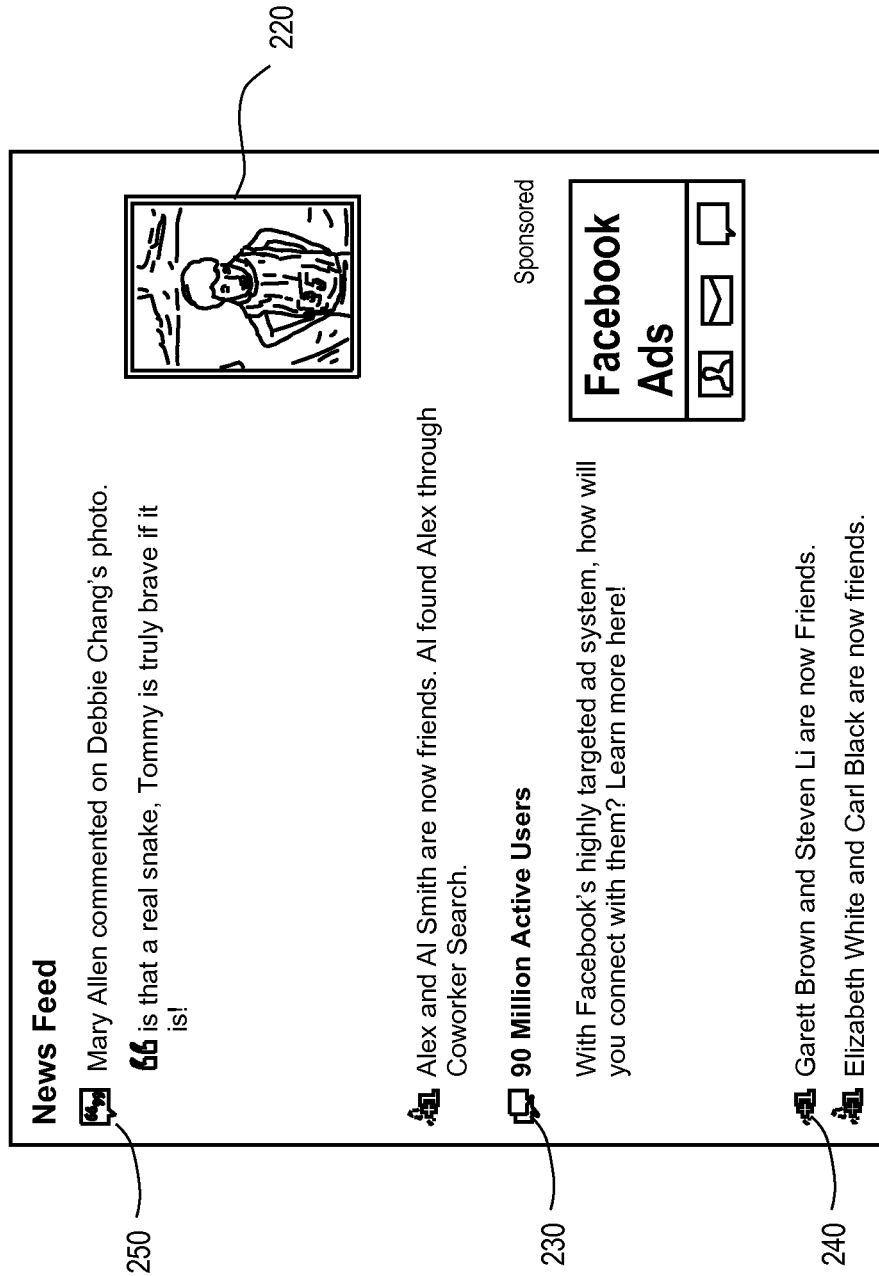 News Feed
Mary Allen commented on Debbie Chang's photo.
is that a real snake, Tommy is truly brave if it
is!
220
250
Alex and Al Smith are now friends. Al found Alex through
Coworker Search.
90 Million Active Users
Sponsored
With Facebook's highly targeted ad system, how will
you connect with them? Learn more here!
Facebook
Ads
230
Garett Brown and Steven Li are now Friends.
Elizabeth White and Carl Black are now friends.
240